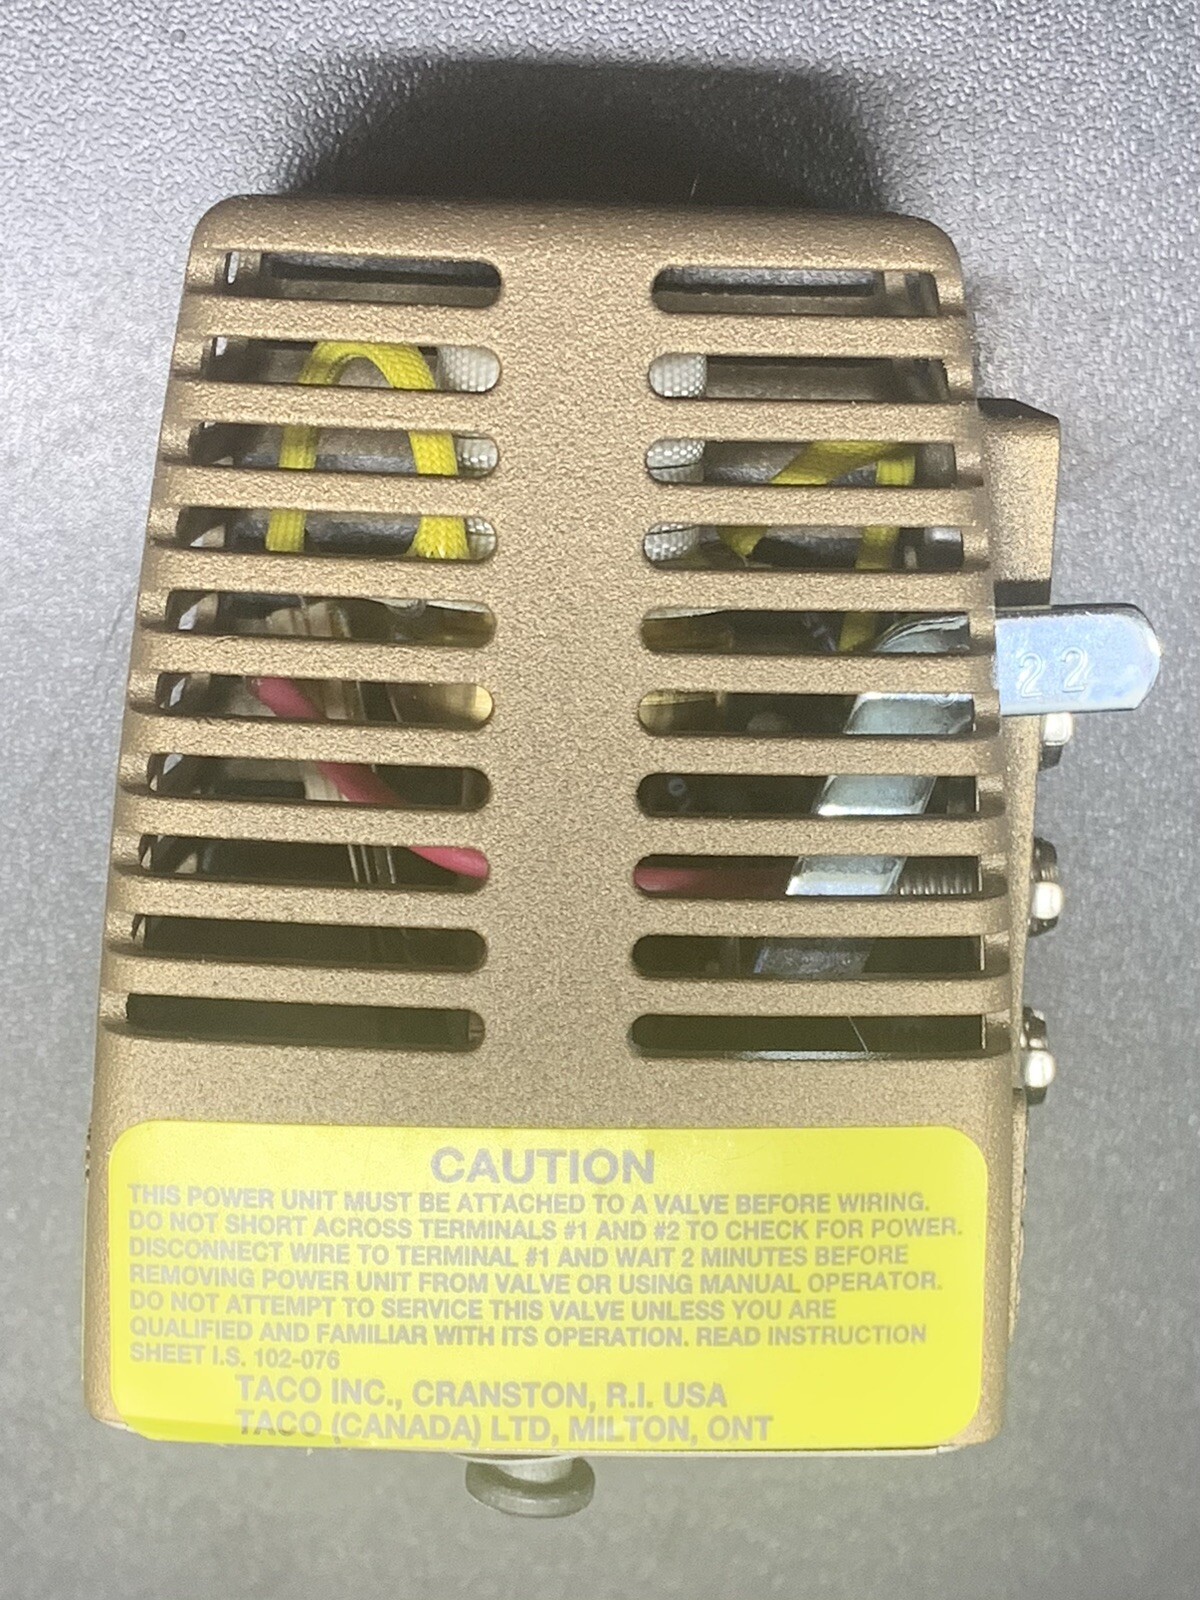 22
CAUTION
THIS POWER UNIT MUST BE ATTACHED TO A VALVE BEFORE WIRING.
DO NOT SHORT ACROSS TERMINALS #1 AND #2 TO CHECK FOR POWER.
DISCONNECT WIRE TO TERMINAL #1 AND WAIT 2 MINUTES BEFORE
REMOVING POWER UNIT FROM VALVE OR USING MANUAL OPERATOR.
DO NOT ATTEMPT TO SERVICE THIS VALVE UNLESS YOU ARE
QUALIFIED AND FAMILIAR WITH ITS OPERATION. READ INSTRUCTION
SHEET I.S. 102-076
TACO INC., CRANSTON, R.I. USA
TACO (CANADA) LTD, MILTON, ONT